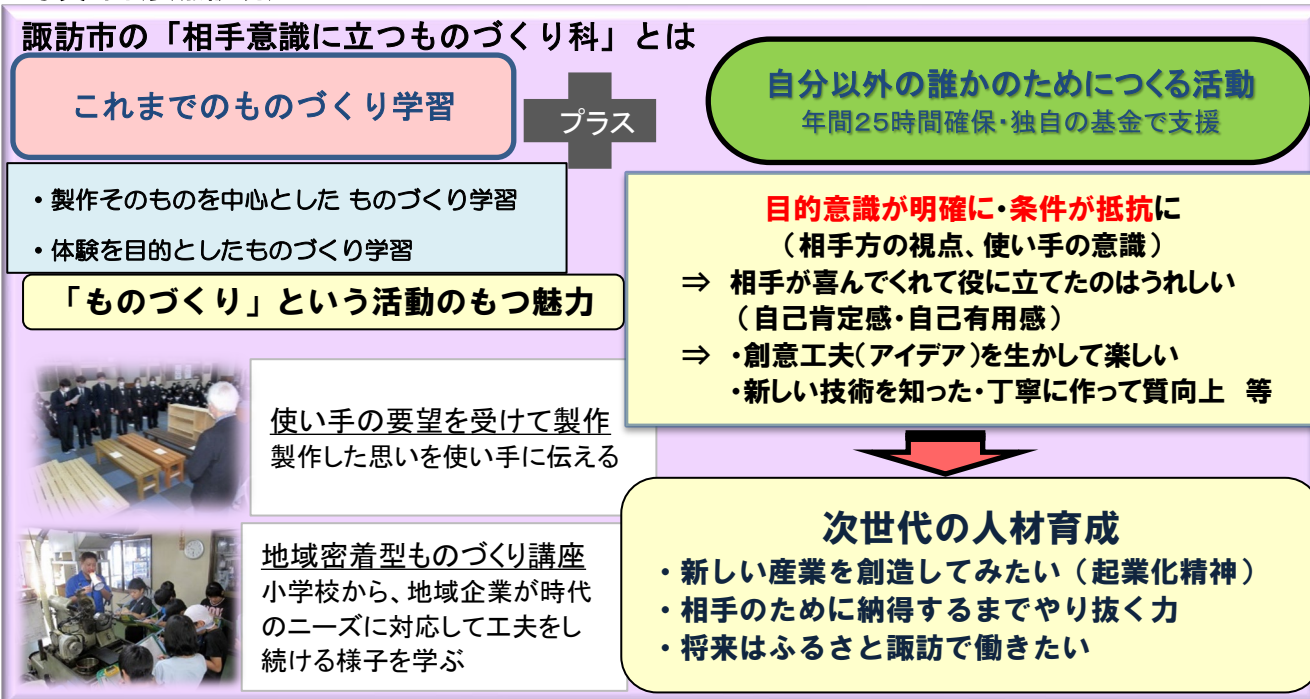 諏訪市の「相手意識に立つものづくり科」とは
これまでのものづくり学習
プラス
自分以外の誰かのためにつくる活動
年間25時間確保・独自の基金で支援
・製作そのものを中心とした ものづくり学習
・体験を目的としたものづくり学習
「ものづくり」という活動のもつ魅力
目的意識が明確に・条件が抵抗に
（相手方の視点、使い手の意識）
⇒ 相手が喜んでくれて役に立てたのはうれしい
（自己肯定感・自己有用感）
⇒ ・創意工夫(アイデア)を生かして楽しい
・新しい技術を知った・丁寧に作って質向上 等
使い手の要望を受けて製作
製作した思いを使い手に伝える
地域密着型ものづくり講座
小学校から、地域企業が時代
のニーズに対応して工夫をし
続ける様子を学ぶ
次世代の人材育成
・新しい産業を創造してみたい（起業化精神）
・相手のために納得するまでやり抜く力
・将来はふるさと諏訪で働きたい